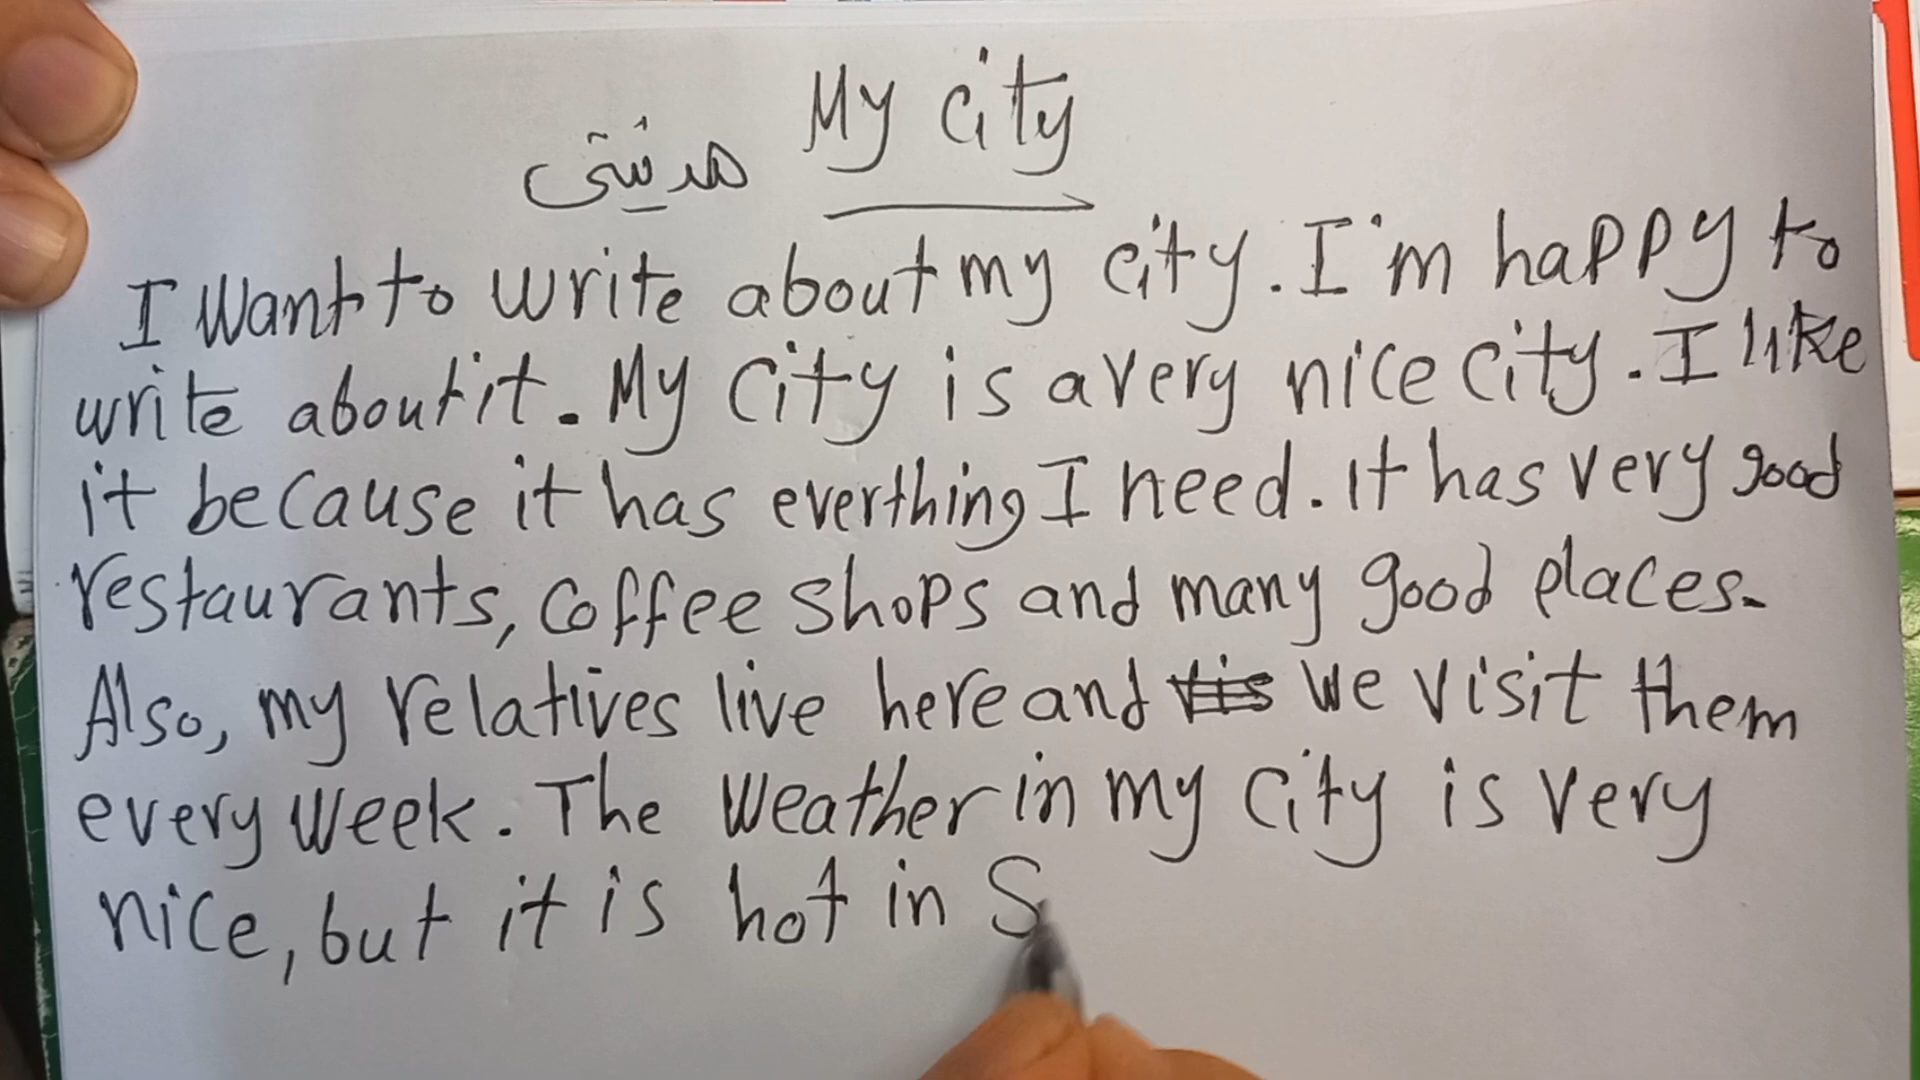 My city
مدينتي
I want to write about my city. I'm happy to
write about it. My city is a very nice city. I like
it because it has everthing I need. It has very good
restaurants, coffee shops and many good places.
Also, my relatives live here and we visit them
every week. The weather in my city is very
nice, but it is hot in S